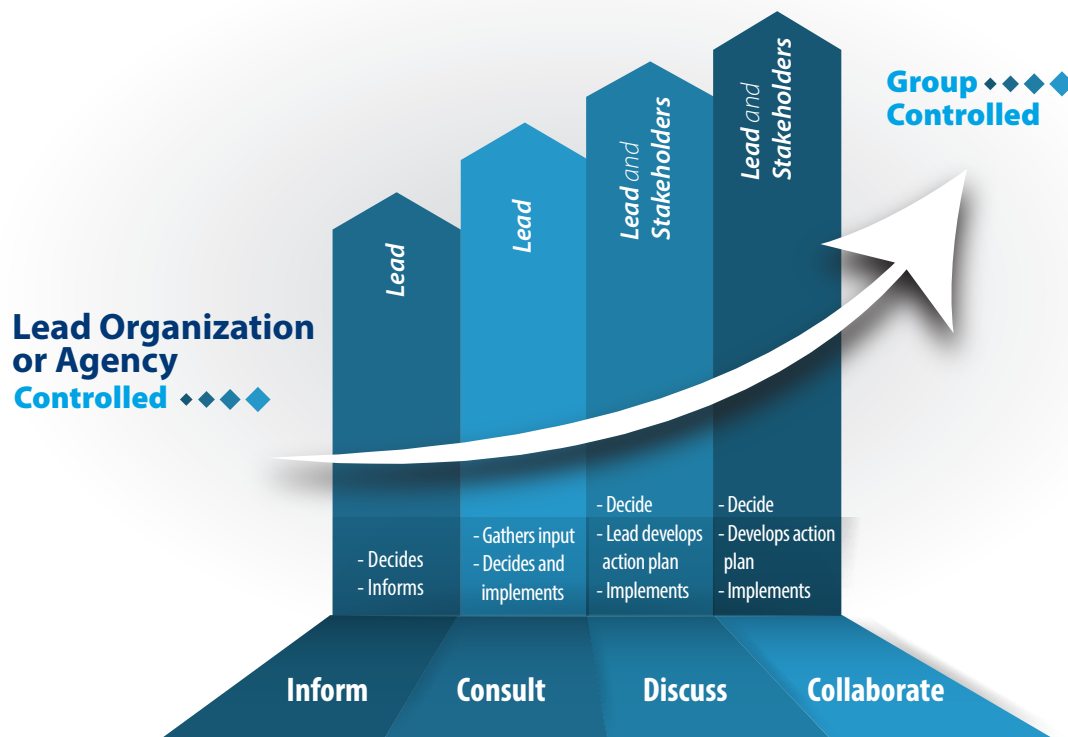 Lead Organization
or Agency
Controlled
Group
Controlled
Lead
- Decides
- Informs
Inform
Lead
- Gathers input
- Decides and
implements
Consult
Lead and
Stakeholders
- Decide
- Lead develops
action plan
- Implements
Discuss
Lead and
Stakeholders
- Decide
- Develops action
plan
- Implements
Collaborate